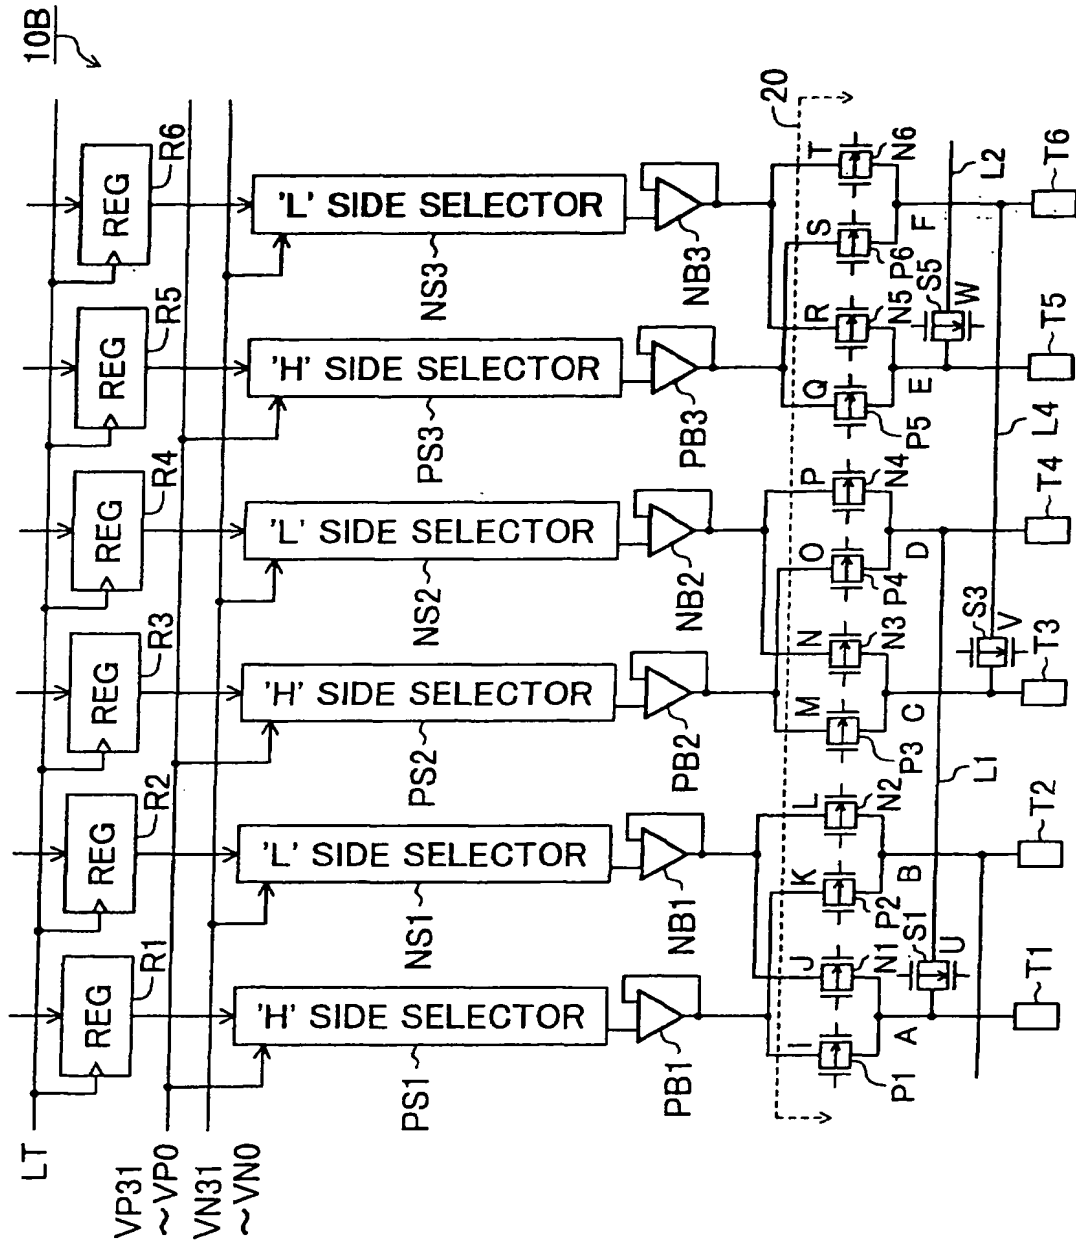 10B
LT
VP31
~VP0
VN31
~VN0
REG REG REG REG REG REG
R1 R2 R3 R4 R5 R6
'H' SIDE SELECTOR
'L' SIDE SELECTOR
'H' SIDE SELECTOR
'L' SIDE SELECTOR
'H' SIDE SELECTOR
'L' SIDE SELECTOR
PS1 NS1 PS2 NS2 PS3 NS3
PB1 NB1 PB2 NB2 PB3 NB3
20
I J K L M N O P Q R S T
P1 N1 P2 N2 P3 N3 P4 N4 P5 N5 P6 N6
A B C D E F
S1 U S3 V S5 W
L1 L4 L2
T1 T2 T3 T4 T5 T6